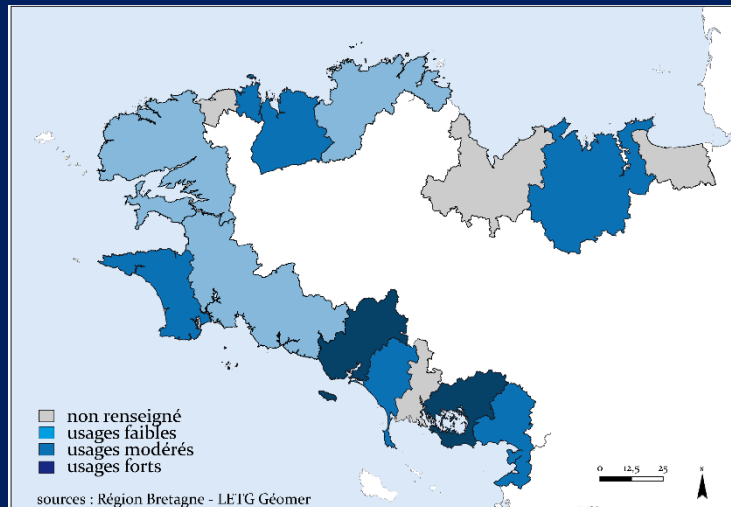 non renseigné
usages faibles
usages modérés
usages forts
0 12,5 25
N
sources : Région Bretagne - LETG Géomer